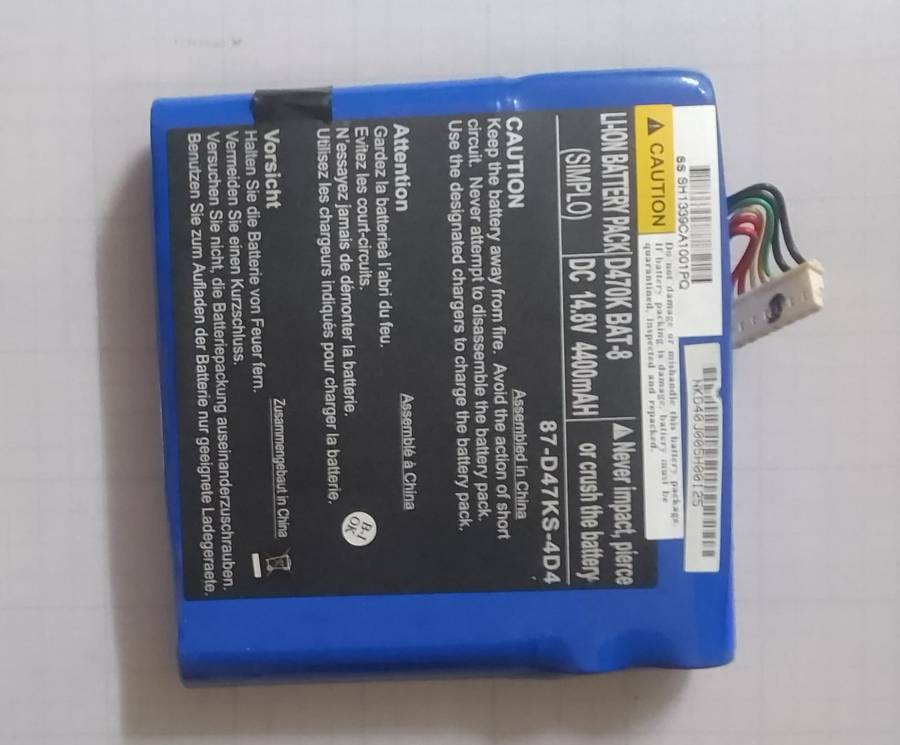 SS SH1339CA1001PQ
NKD40J00SH00125
CAUTION
Do not damage or mishandle this battery package.
If battery packing is damage, battery must be
quarantined, inspected and repacked.
LI-ION BATTERY PACK D470K BAT-8
(SIMPLO) DC 14.8V 4400mAH
Never impact, pierce
or crush the battery
87-D47KS-4D4
CAUTION
Assembled in China
Keep the battery away from fire. Avoid the action of short
circuit. Never attempt to disassemble the battery pack.
Use the designated chargers to charge the battery pack.
Attention
Assemblé à China
Gardez la batterieà l'abri du feu.
Evitez les court-circuits.
N'essayez jamais de démonter la batterie.
Utilisez les chargeurs indiqués pour charger la batterie.
B-1
OK
Vorsicht
Zusammengebaut in China
Halten Sie die Batterie von Feuer fern.
Vermeiden Sie einen Kurzschluss.
Versuchen Sie nicht, die Batteriepackung auseinanderzuschrauben.
Benutzen Sie zum Aufladen der Batterie nur geeignete Ladegeraete.